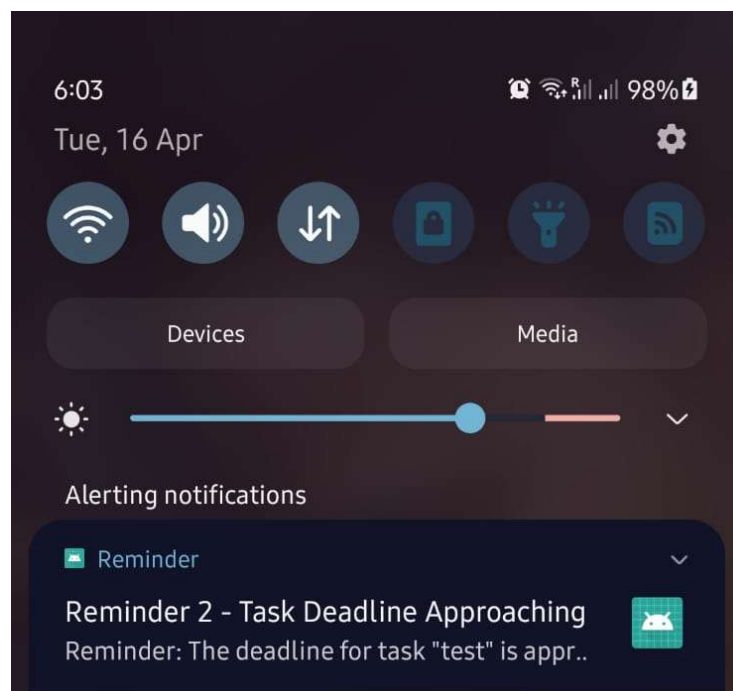 6:03 R 98%
Tue, 16 Apr
Devices Media
Alerting notifications
Reminder
Reminder 2 - Task Deadline Approaching
Reminder: The deadline for task "test" is appr..